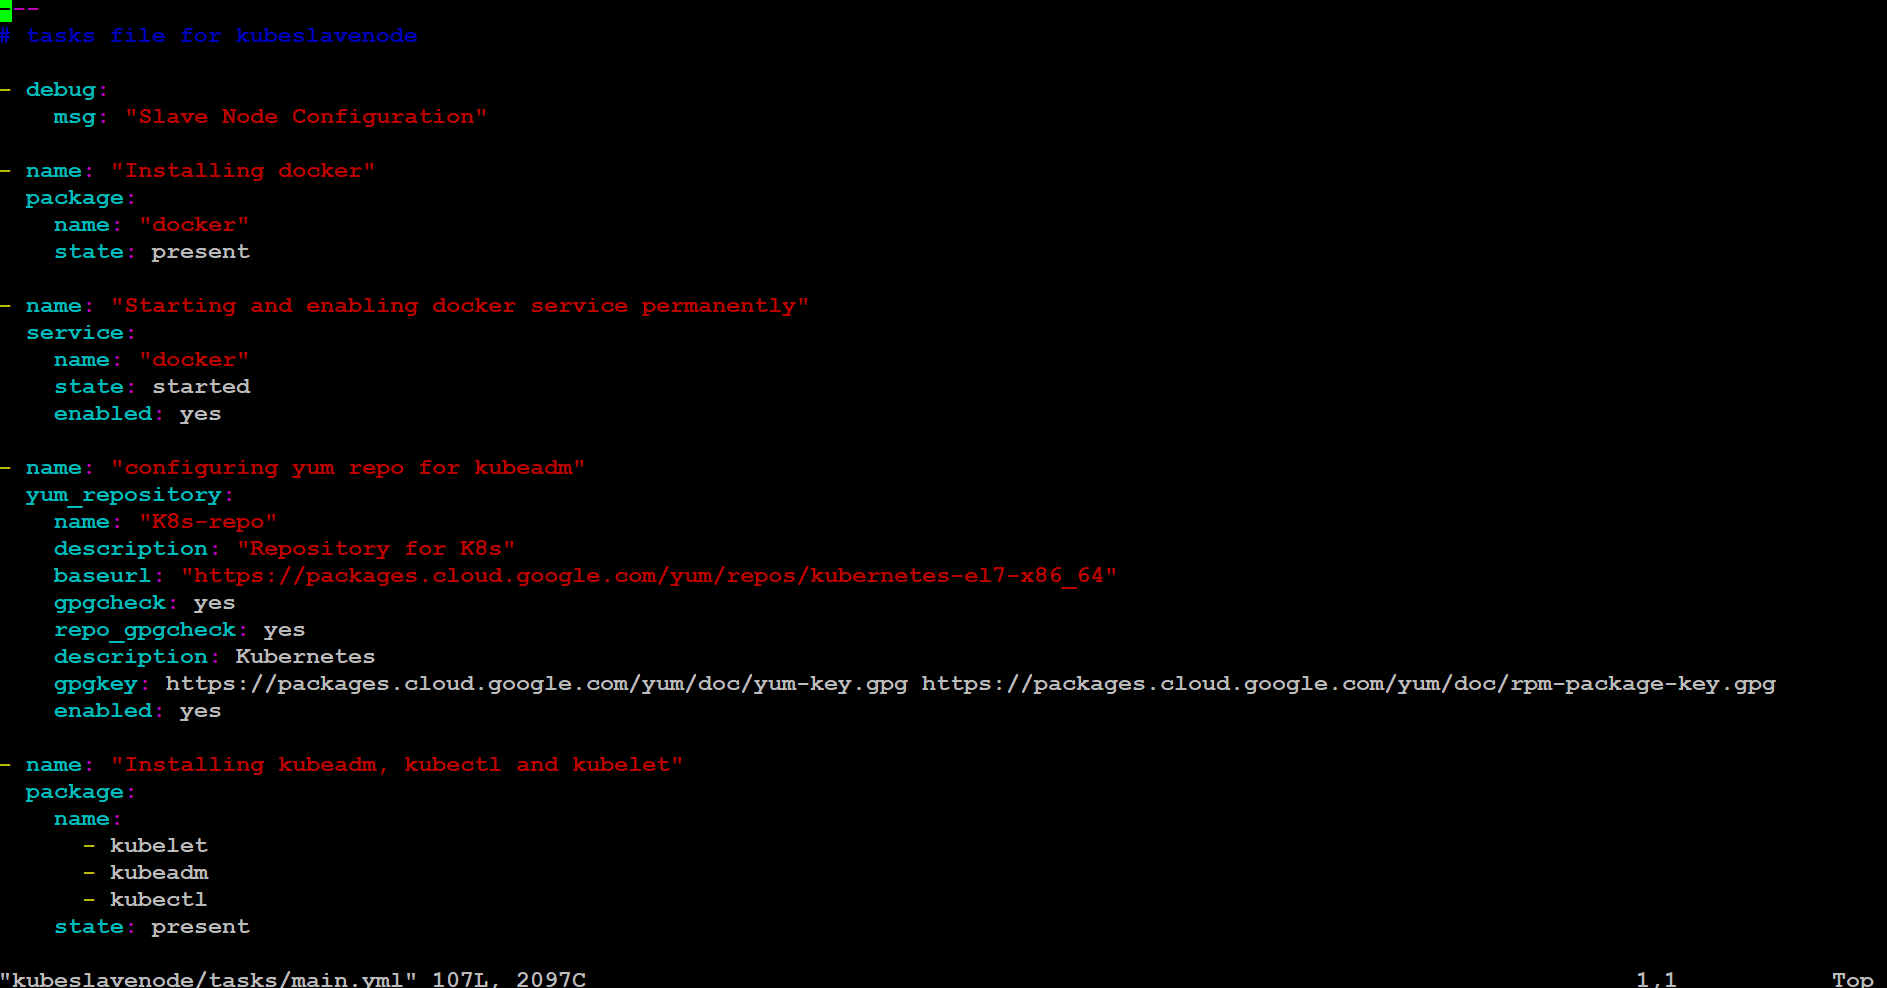 ---
# tasks file for kubeslavenode
- debug:
    msg: "Slave Node Configuration"
- name: "Installing docker"
  package:
    name: "docker"
    state: present
- name: "Starting and enabling docker service permanently"
  service:
    name: "docker"
    state: started
    enabled: yes
- name: "configuring yum repo for kubeadm"
  yum_repository:
    name: "K8s-repo"
    description: "Repository for K8s"
    baseurl: "https://packages.cloud.google.com/yum/repos/kubernetes-el7-x86_64"
    gpgcheck: yes
    repo_gpgcheck: yes
    description: Kubernetes
    gpgkey: https://packages.cloud.google.com/yum/doc/yum-key.gpg https://packages.cloud.google.com/yum/doc/rpm-package-key.gpg
    enabled: yes
- name: "Installing kubeadm, kubectl and kubelet"
  package:
    name:
      - kubelet
      - kubeadm
      - kubectl
    state: present
"kubeslavenode/tasks/main.yml" 107L, 2097C 1,1 Top